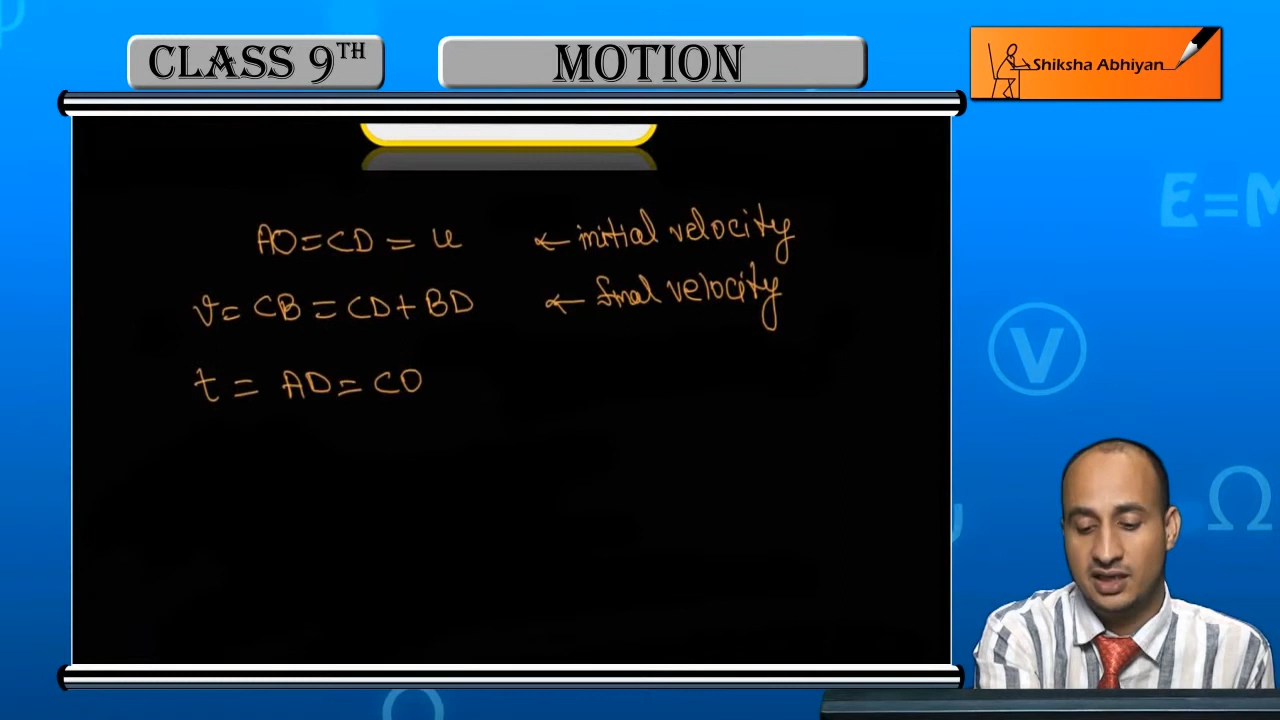 CLASS 9TH
MOTION
Shiksha Abhiyan
AO = CD = u ← initial velocity
v = CB = CD + BD ← final velocity
t = AD = CO
E=M
V
Ω